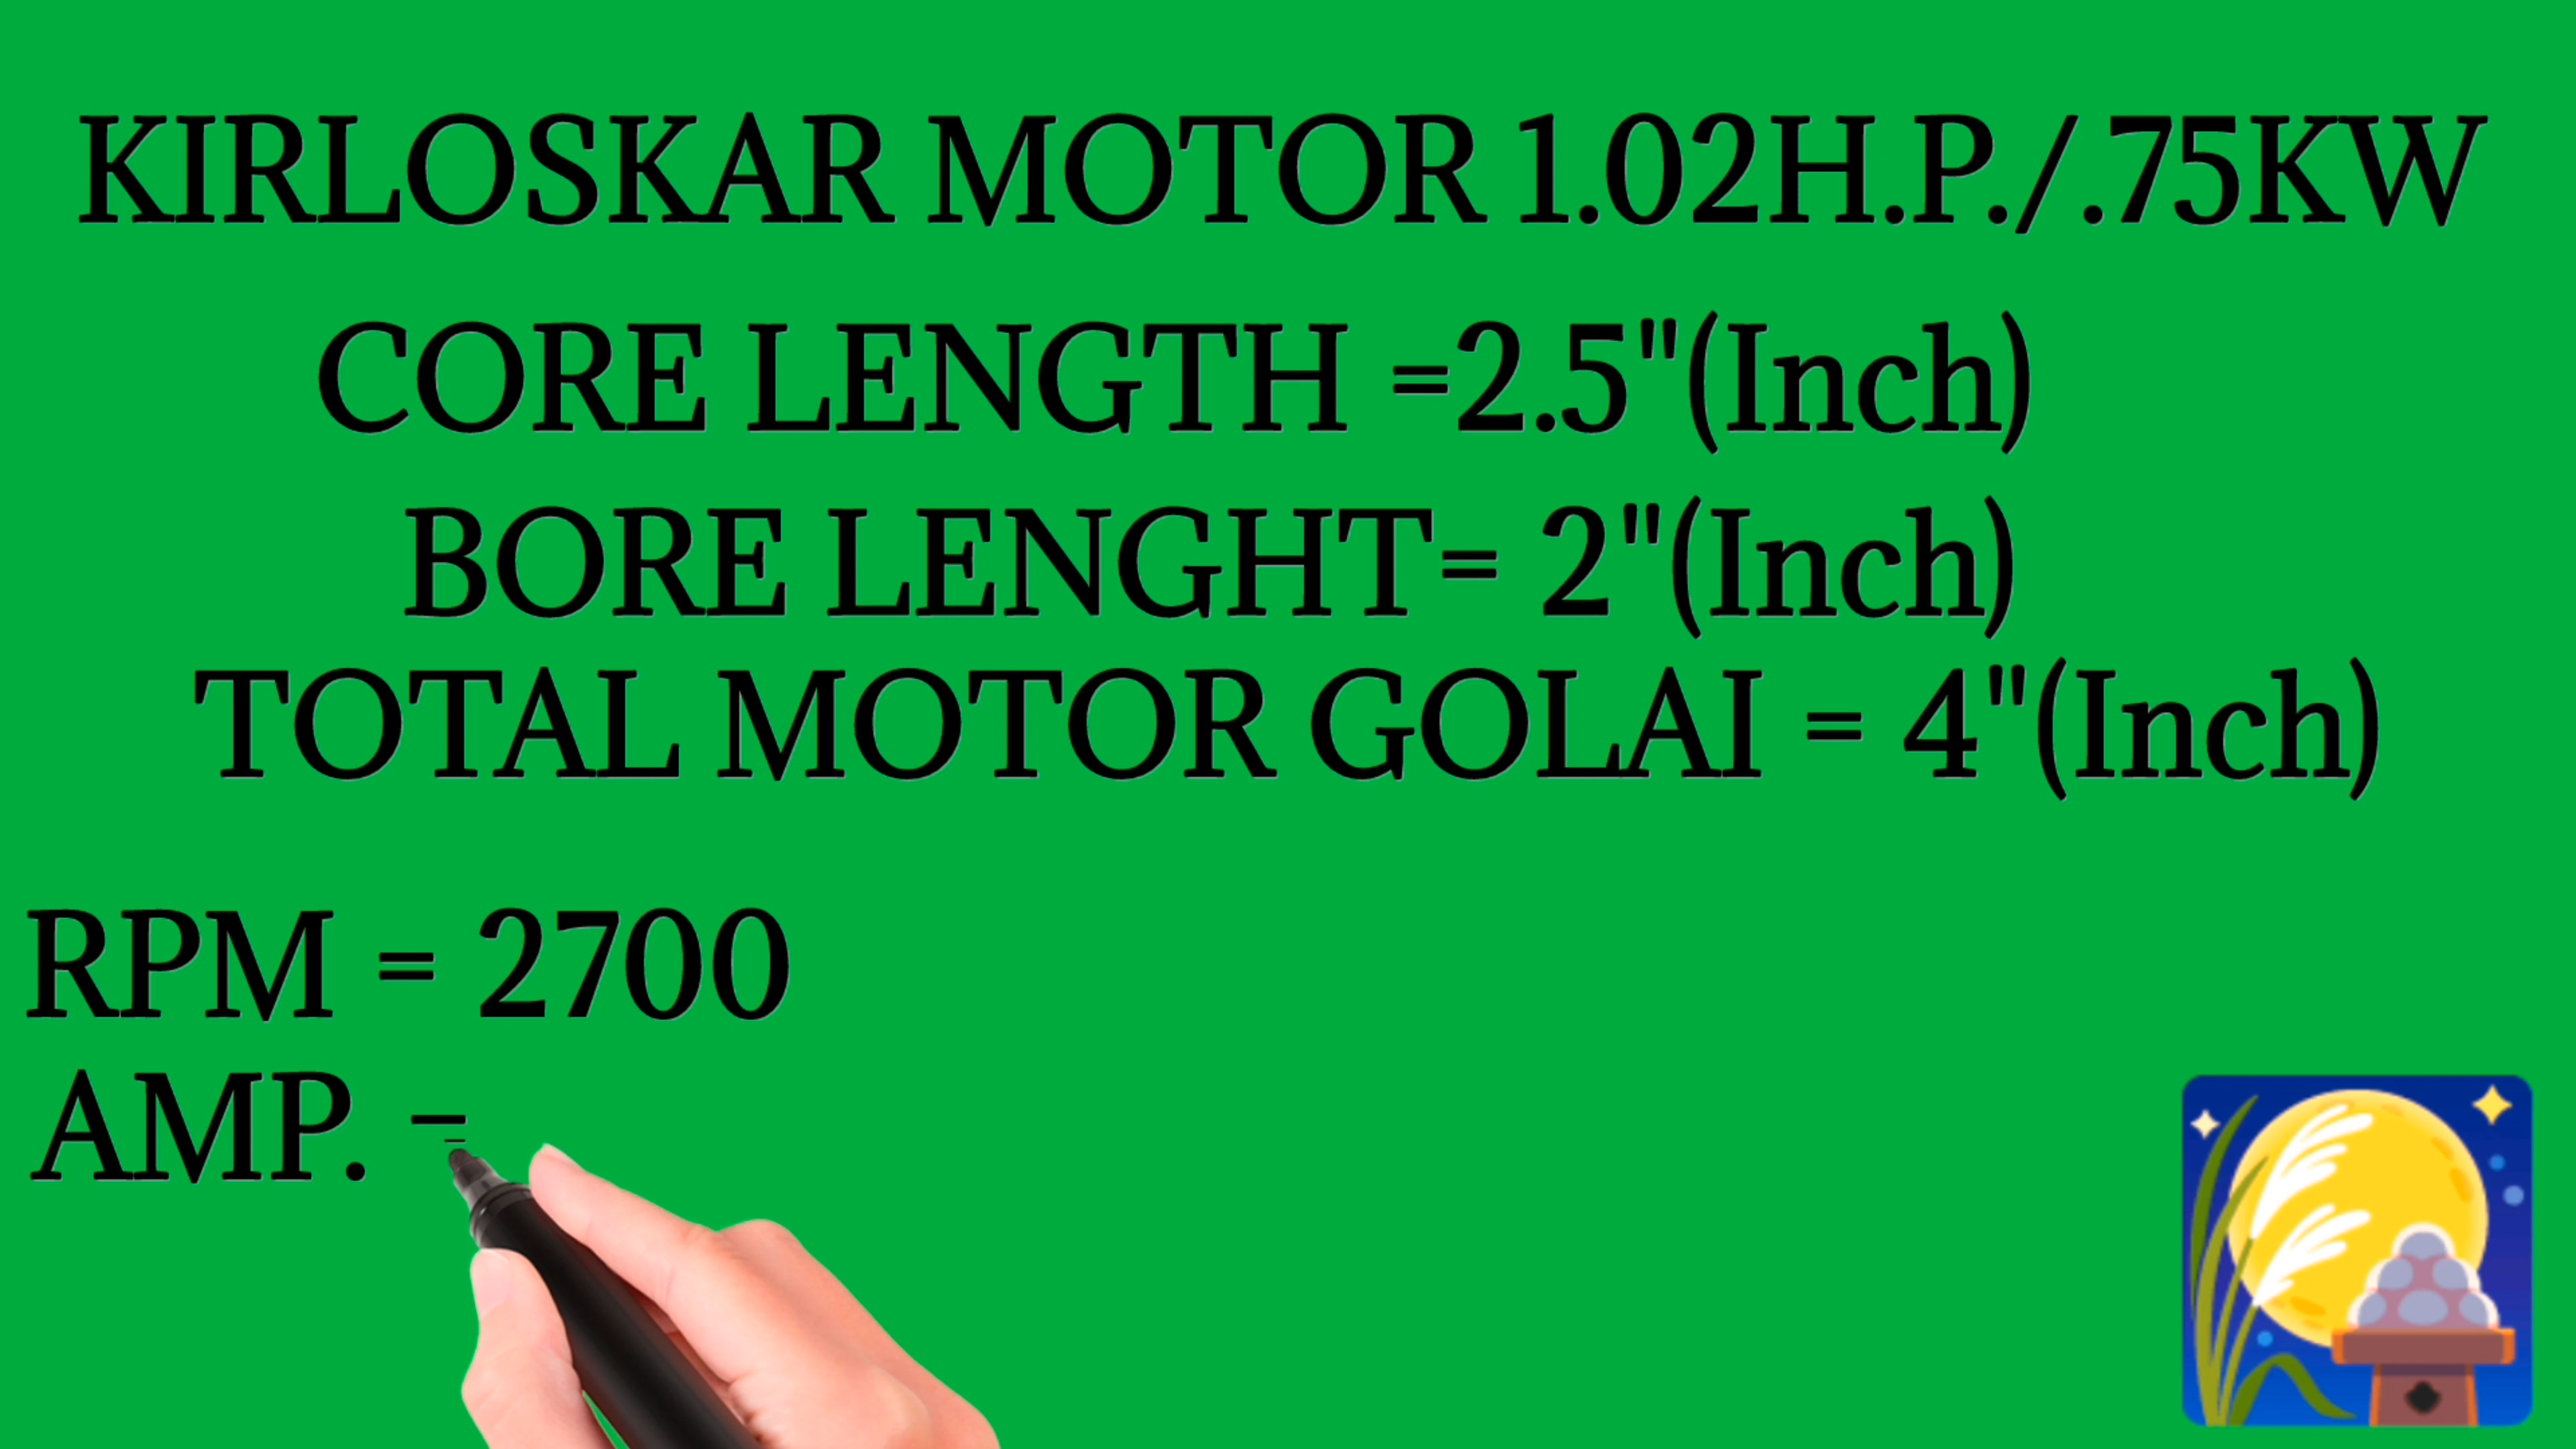 KIRLOSKAR MOTOR 1.02H.P./.75KW
CORE LENGTH =2.5"(Inch)
BORE LENGHT= 2"(Inch)
TOTAL MOTOR GOLAI = 4"(Inch)
RPM = 2700
AMP. =